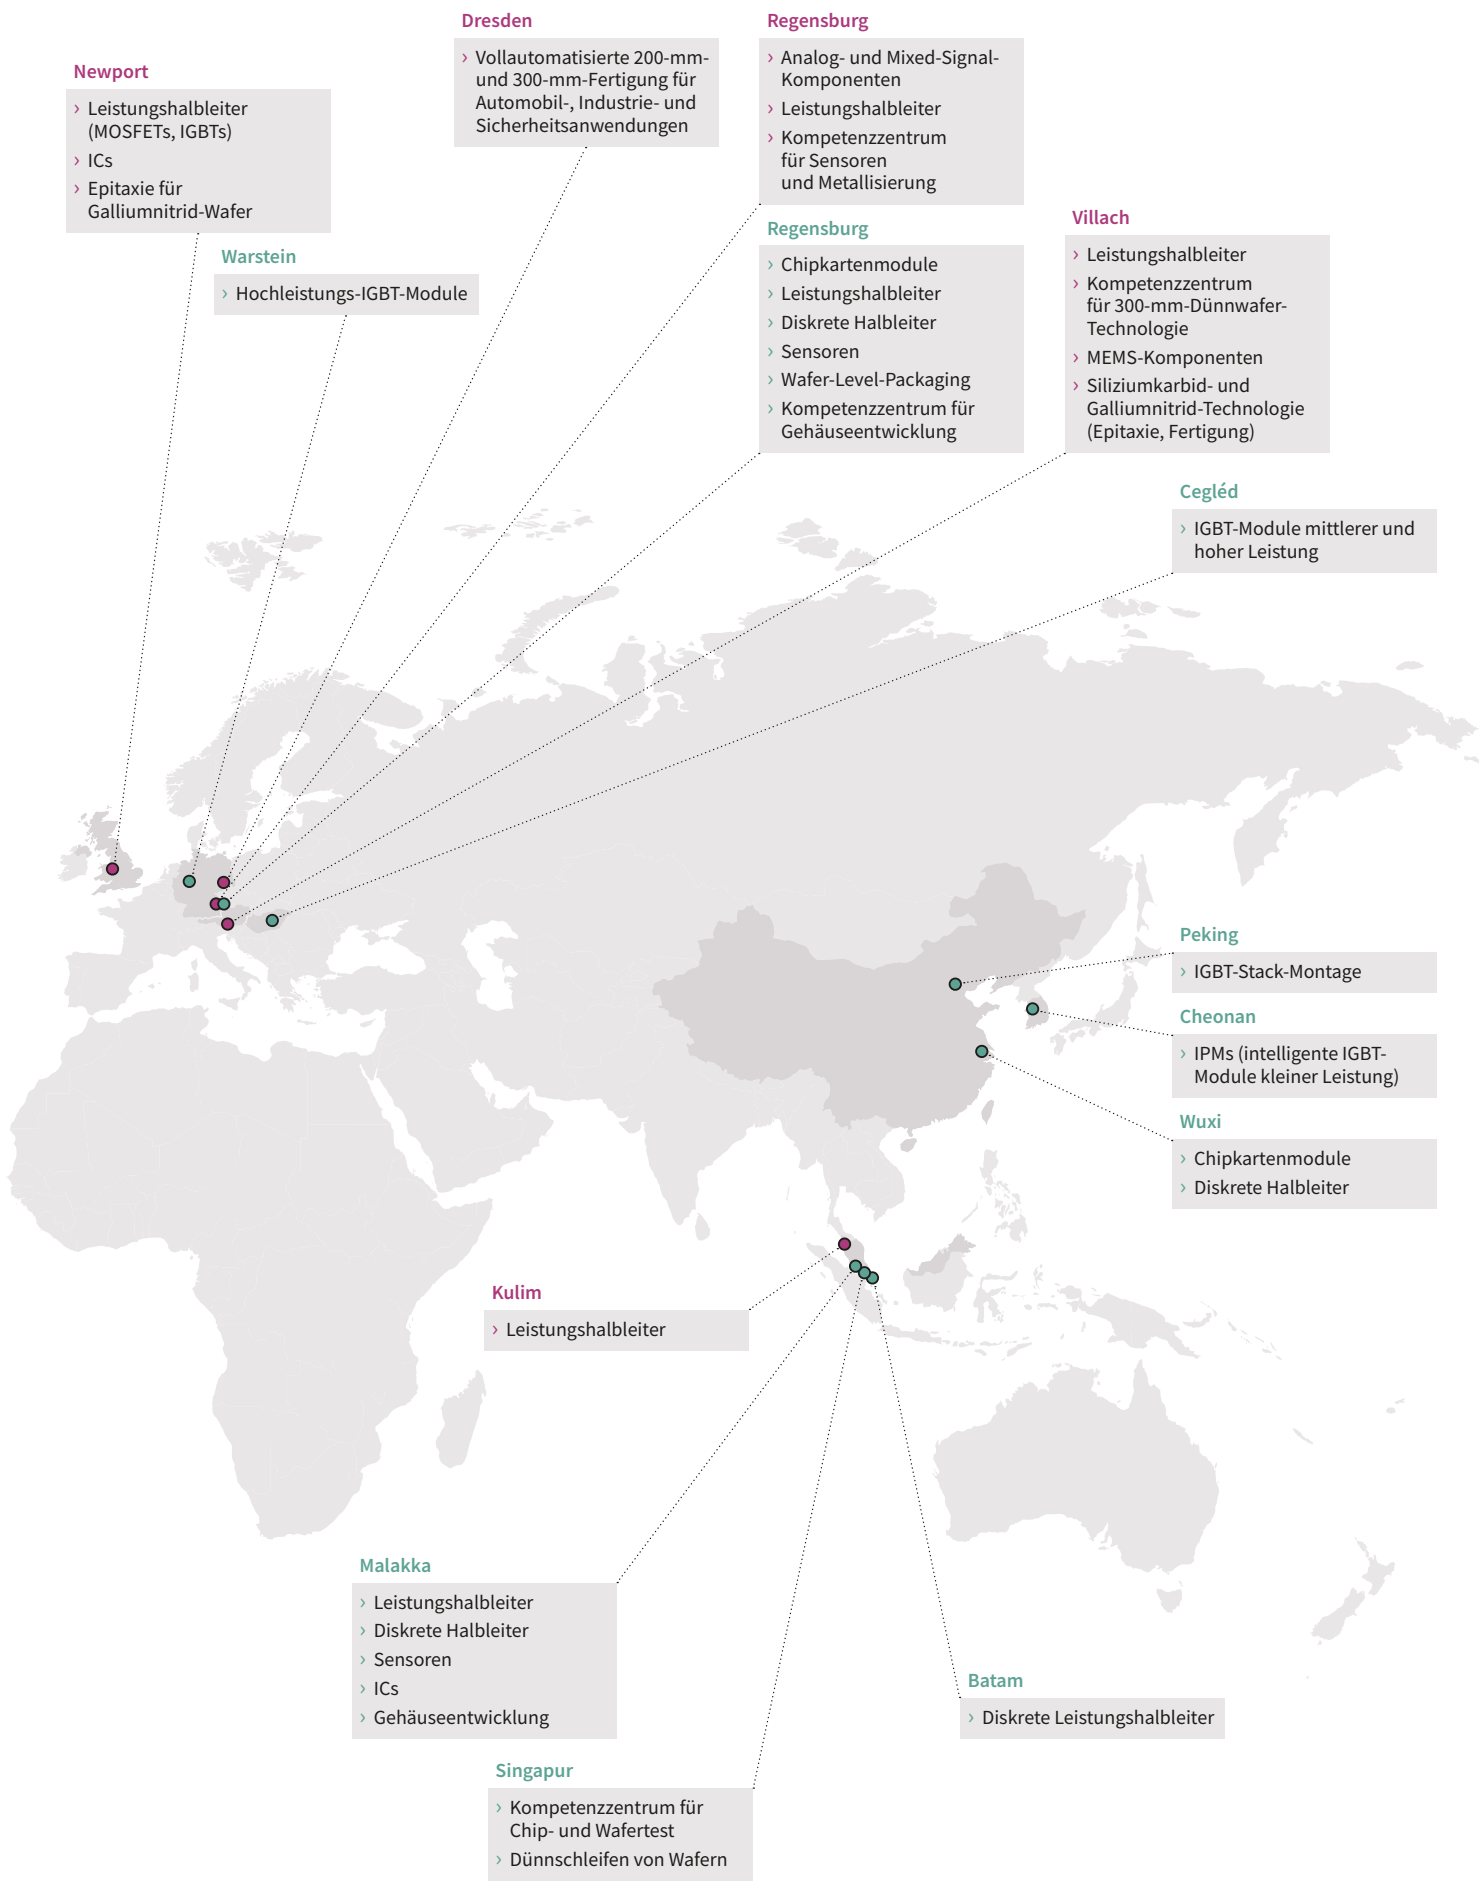 Dresden
› Vollautomatisierte 200-mm-
und 300-mm-Fertigung für
Automobil-, Industrie- und
Sicherheitsanwendungen
Regensburg
› Analog- und Mixed-Signal-
Komponenten
› Leistungshalbleiter
› Kompetenzzentrum
für Sensoren
und Metallisierung
Newport
› Leistungshalbleiter
(MOSFETs, IGBTs)
› ICs
› Epitaxie für
Galliumnitrid-Wafer
Warstein
› Hochleistungs-IGBT-Module
Regensburg
› Chipkartenmodule
› Leistungshalbleiter
› Diskrete Halbleiter
› Sensoren
› Wafer-Level-Packaging
› Kompetenzzentrum für
Gehäuseentwicklung
Villach
› Leistungshalbleiter
› Kompetenzzentrum
für 300-mm-Dünnwafer-
Technologie
› MEMS-Komponenten
› Siliziumkarbid- und
Galliumnitrid-Technologie
(Epitaxie, Fertigung)
Cegléd
› IGBT-Module mittlerer und
hoher Leistung
Peking
› IGBT-Stack-Montage
Cheonan
› IPMs (intelligente IGBT-
Module kleiner Leistung)
Wuxi
› Chipkartenmodule
› Diskrete Halbleiter
Kulim
› Leistungshalbleiter
Malakka
› Leistungshalbleiter
› Diskrete Halbleiter
› Sensoren
› ICs
› Gehäuseentwicklung
Batam
› Diskrete Leistungshalbleiter
Singapur
› Kompetenzzentrum für
Chip- und Wafertest
› Dünnschleifen von Wafern